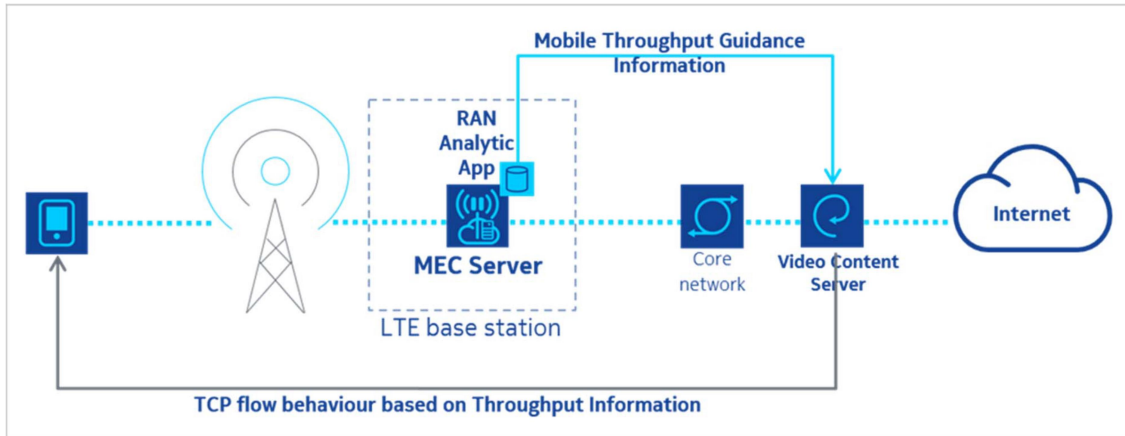 Mobile Throughput Guidance
Information
RAN
Analytic
App
MEC Server
LTE base station
Core
network
Video Content
Server
Internet
TCP flow behaviour based on Throughput Information